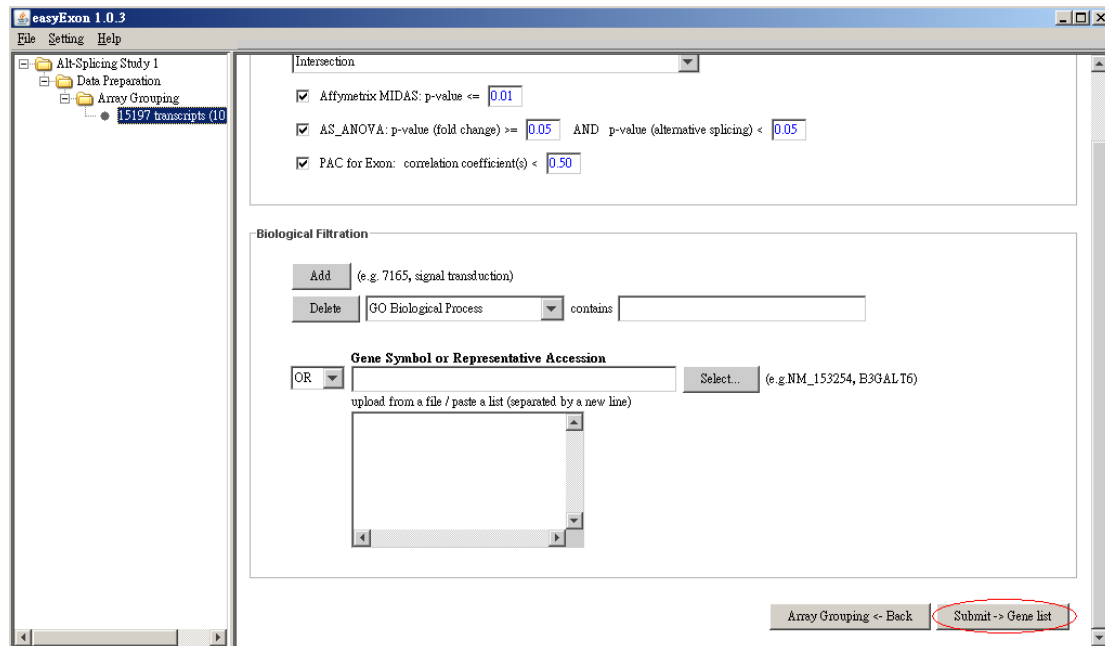 easyExon 1.0.3
File Setting Help
Alt-Splicing Study 1
Data Preparation
Array Grouping
15197 transcripts (10
Intersection
Affymetrix MIDAS: p-value <= 0.01
AS_ANOVA: p-value (fold change) >= 0.05 AND p-value (alternative splicing) < 0.05
PAC for Exon: correlation coefficient(s) < 0.50
Biological Filtration
Add (e.g. 7165, signal transduction)
Delete GO Biological Process contains
Gene Symbol or Representative Accession
OR Select... (e.g.NM_153254, B3GALT6)
upload from a file / paste a list (separated by a new line)
Array Grouping <- Back Submit -> Gene list